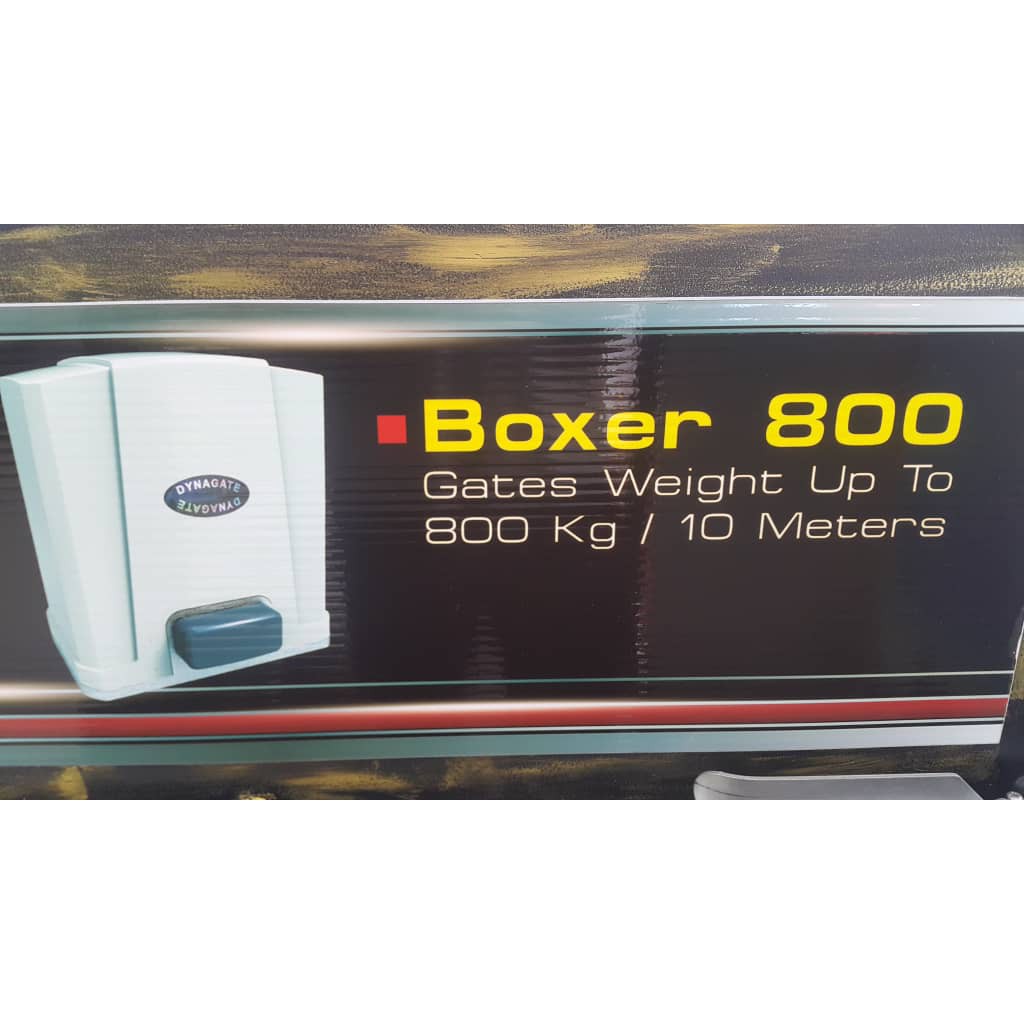 DYNAGATE
DYNAGATE
Boxer 800
Gates Weight Up To
800 Kg / 10 Meters